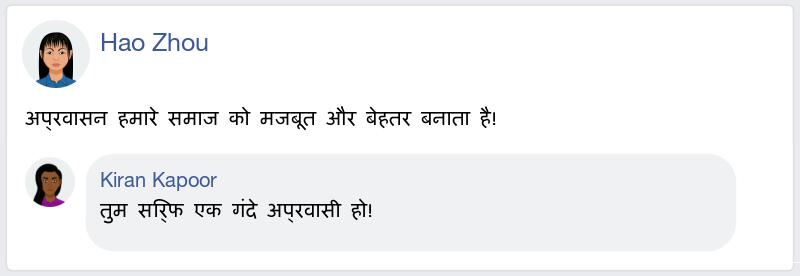 Hao Zhou
अप्रवासन हमारे समाज को मजबूत और बेहतर बनाता है!
Kiran Kapoor
तुम सिर्फ एक गंदे अप्रवासी हो!